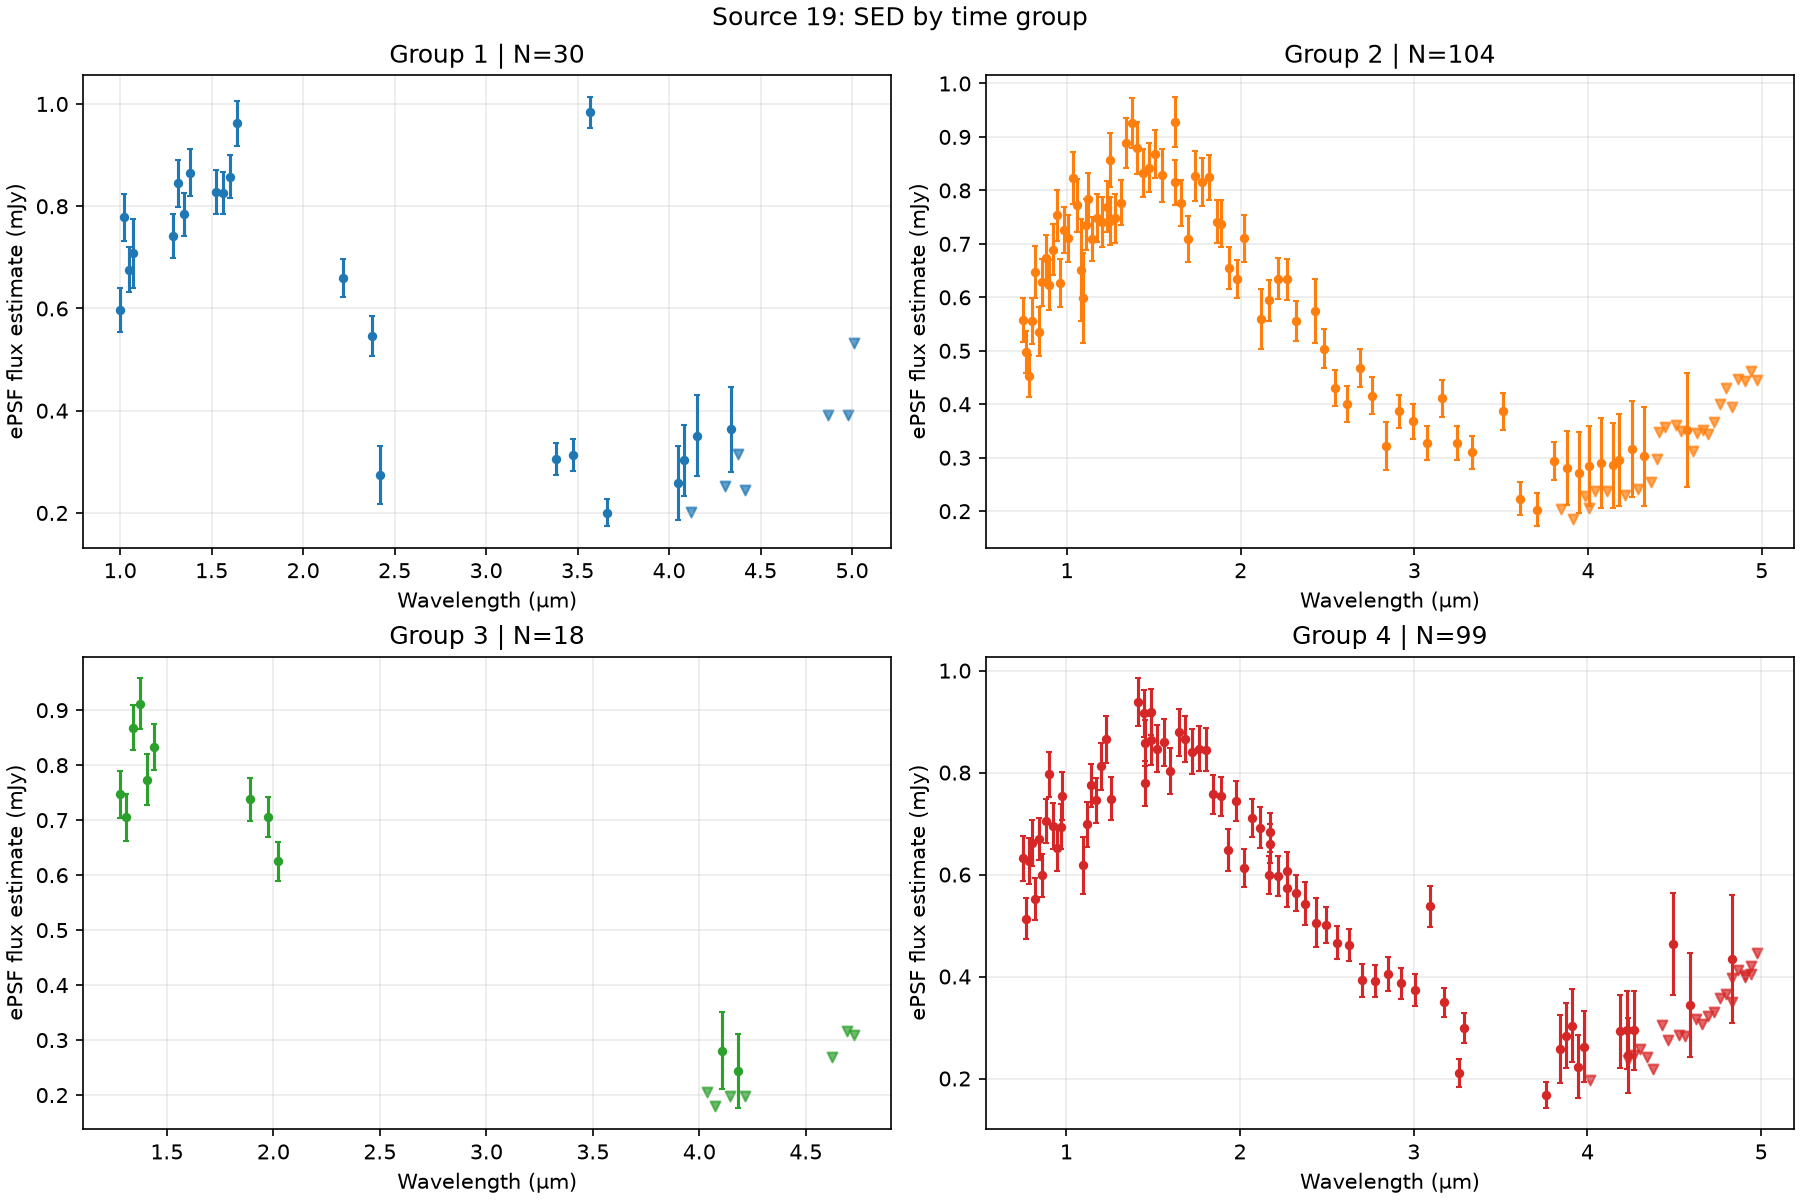 Source 19: SED by time group
Group 1 | N=30
ePSF flux estimate (mJy)
1.0
0.8
0.6
0.4
0.2
1.0 1.5 2.0 2.5 3.0 3.5 4.0 4.5 5.0
Wavelength (μm)
Group 2 | N=104
ePSF flux estimate (mJy)
1.0
0.9
0.8
0.7
0.6
0.5
0.4
0.3
0.2
1 2 3 4 5
Wavelength (μm)
Group 3 | N=18
ePSF flux estimate (mJy)
0.9
0.8
0.7
0.6
0.5
0.4
0.3
0.2
1.5 2.0 2.5 3.0 3.5 4.0 4.5
Wavelength (μm)
Group 4 | N=99
ePSF flux estimate (mJy)
1.0
0.8
0.6
0.4
0.2
1 2 3 4 5
Wavelength (μm)